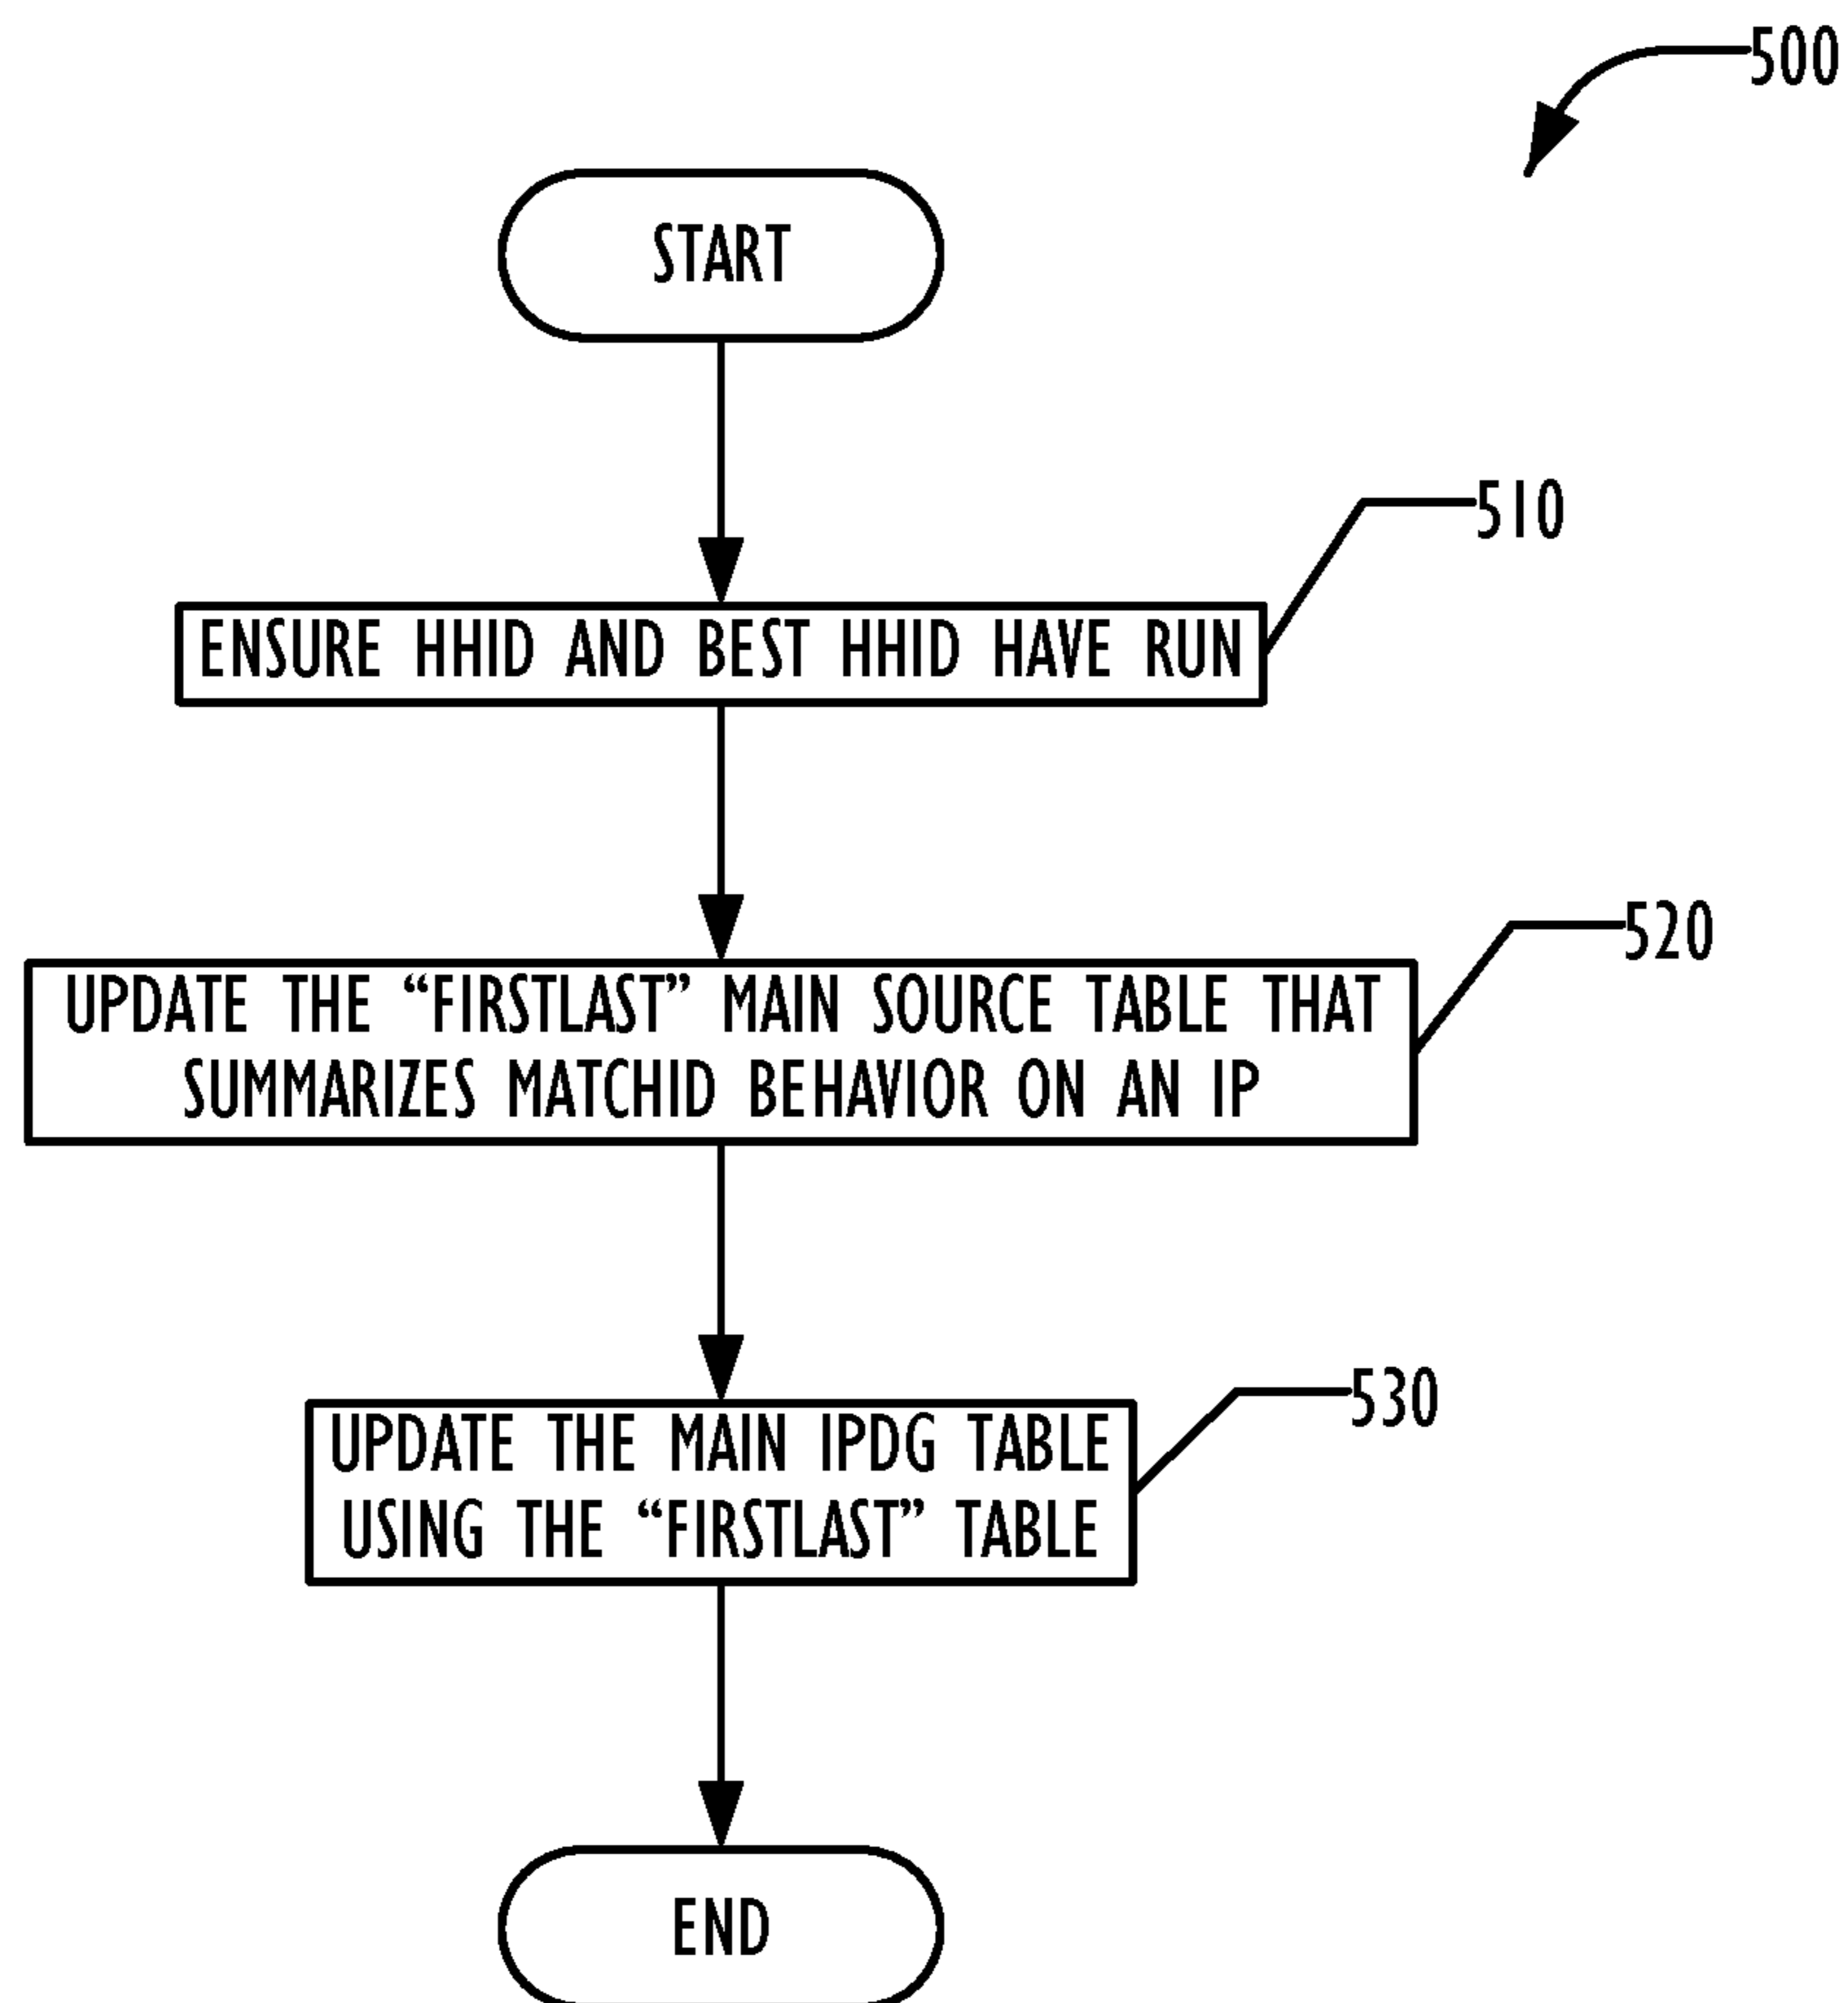 500
START
510
ENSURE HHID AND BEST HHID HAVE RUN
520
UPDATE THE “FIRSTLAST” MAIN SOURCE TABLE THAT
SUMMARIZES MATCHID BEHAVIOR ON AN IP
530
UPDATE THE MAIN IPDG TABLE
USING THE “FIRSTLAST” TABLE
END